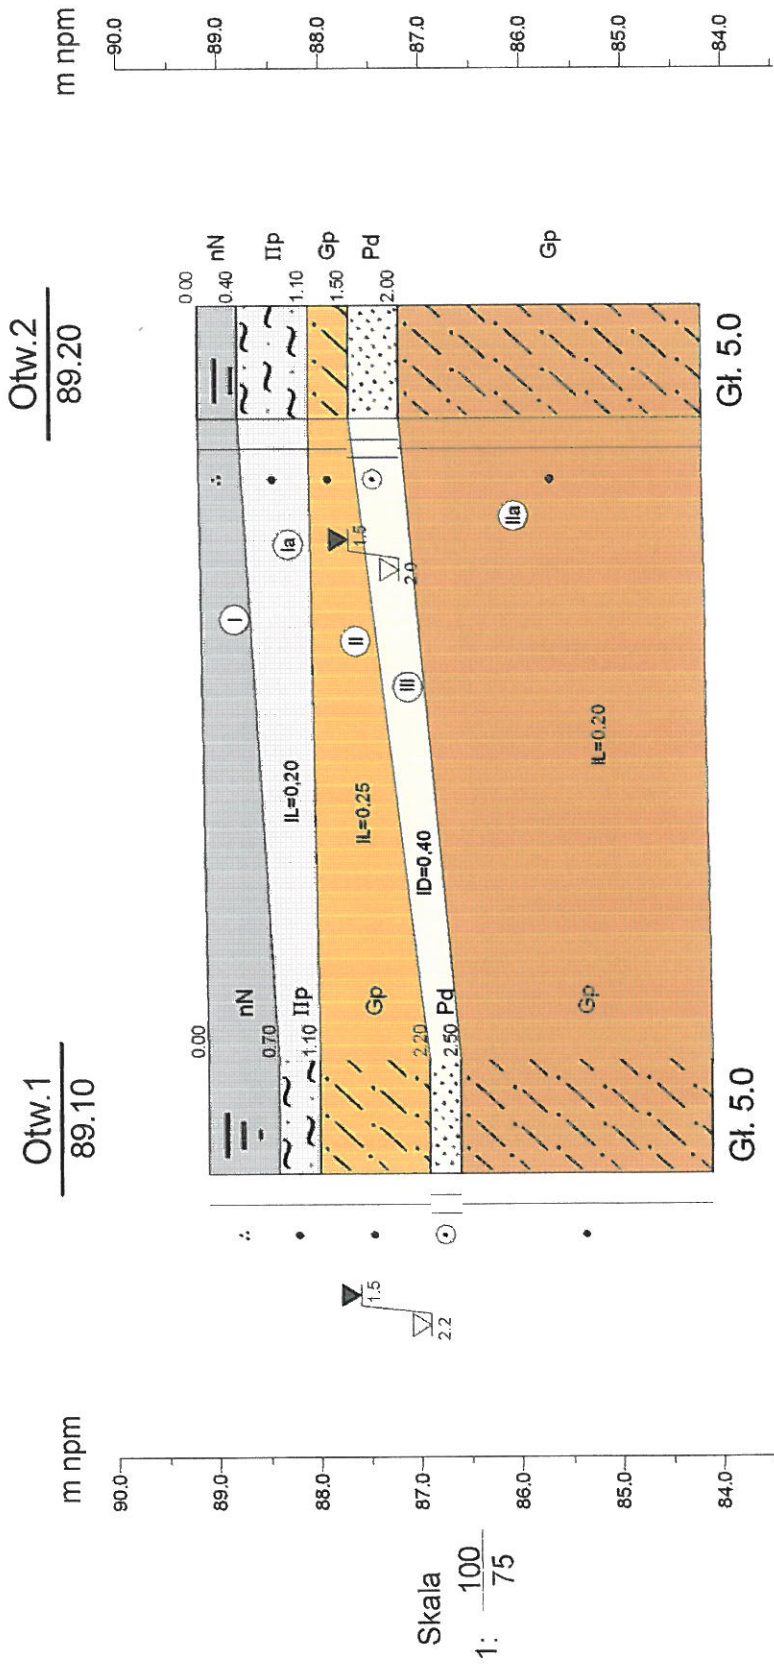 Otw.1
89.10
Otw.2
89.20
m npm
90.0
89.0
88.0
87.0
86.0
85.0
84.0
m npm
90.0
89.0
88.0
87.0
86.0
85.0
84.0
0.00
nN
0.70
Πp
1.10
Gp
2.20
Pd
2.50
Gp
Gł. 5.0
1.5
2.2
I
IL=0,20
Ia
IL=0.25
II
ID=0,40
III
IL=0.20
IIa
1.5
2.0
0.00
nN
0.40
Πp
1.10
Gp
1.50
Pd
2.00
Gp
Gł. 5.0
Skala
1: 100
75